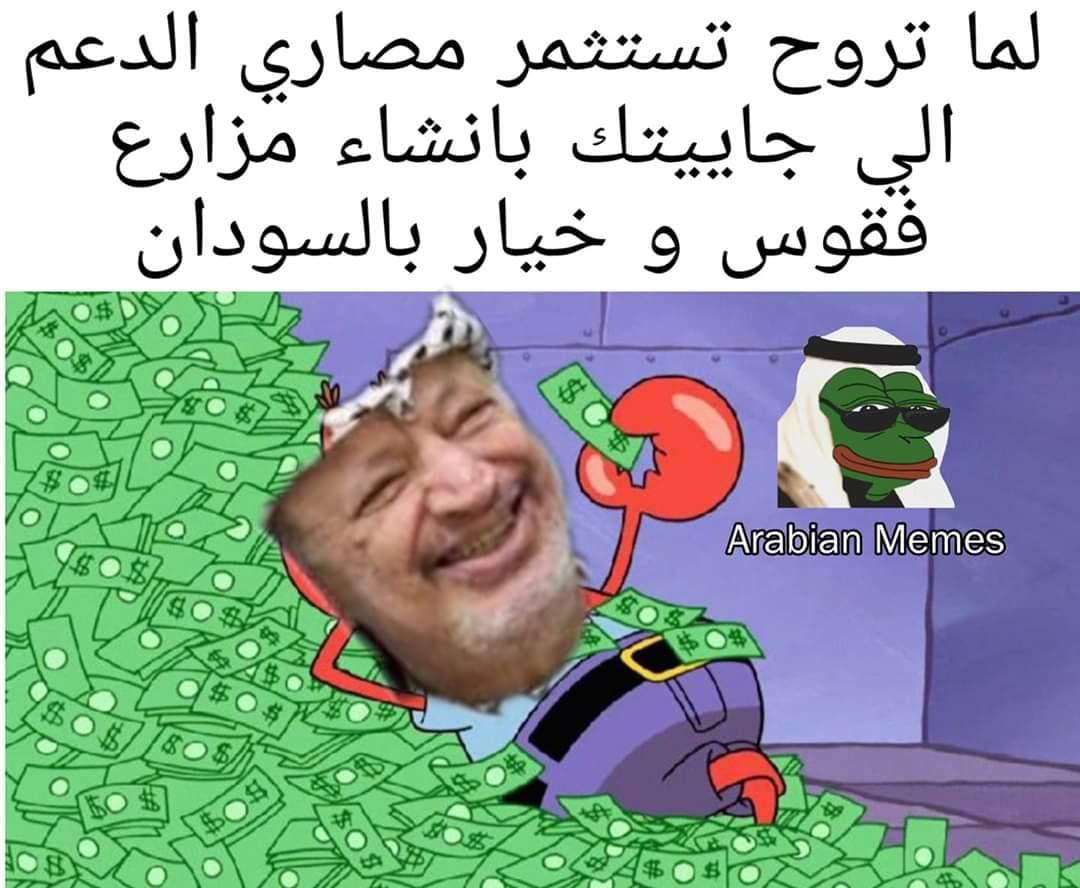 لما تروح تستثمر مصاري الدعم
الي جاييتك بانشاء مزارع
فقوس و خيار بالسودان
Arabian Memes